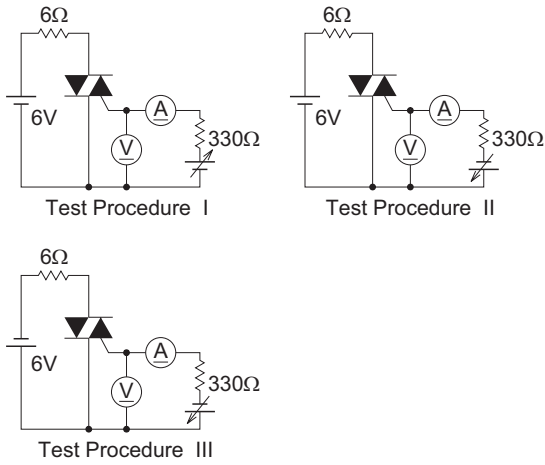 6Ω
6V
A
V
330Ω
Test Procedure I
6Ω
6V
A
V
330Ω
Test Procedure II
6Ω
6V
A
V
330Ω
Test Procedure III